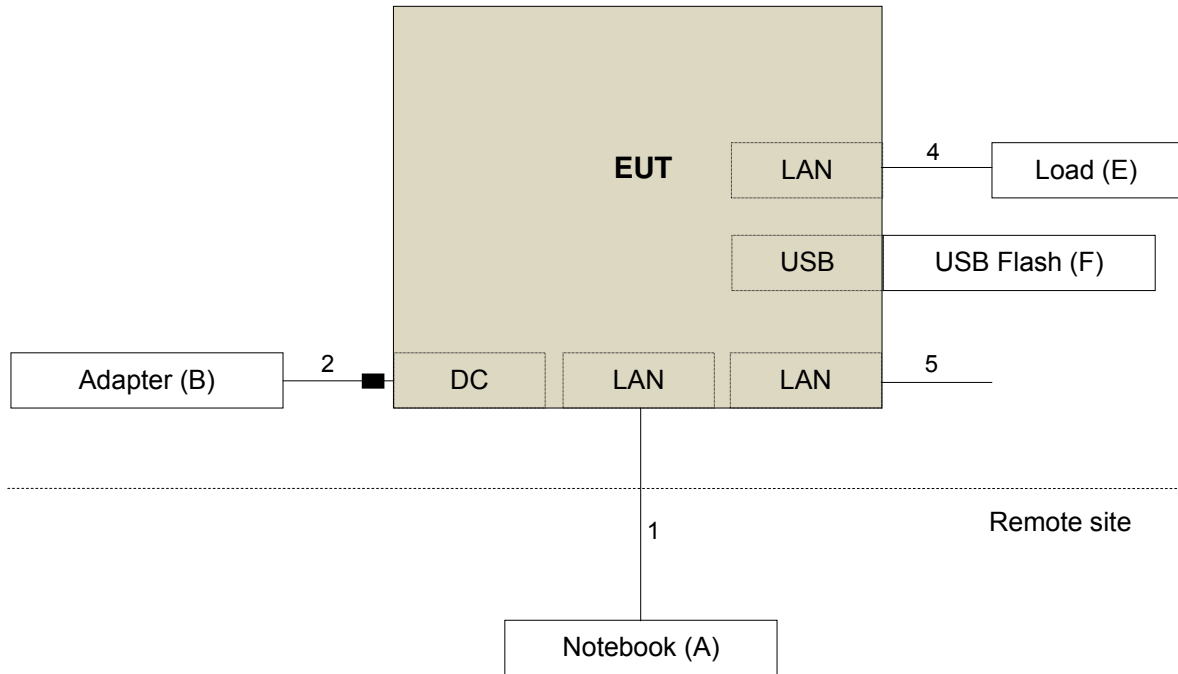 EUT
LAN
4
Load (E)
USB
USB Flash (F)
Adapter (B)
2
DC
LAN
LAN
5
Remote site
1
Notebook (A)